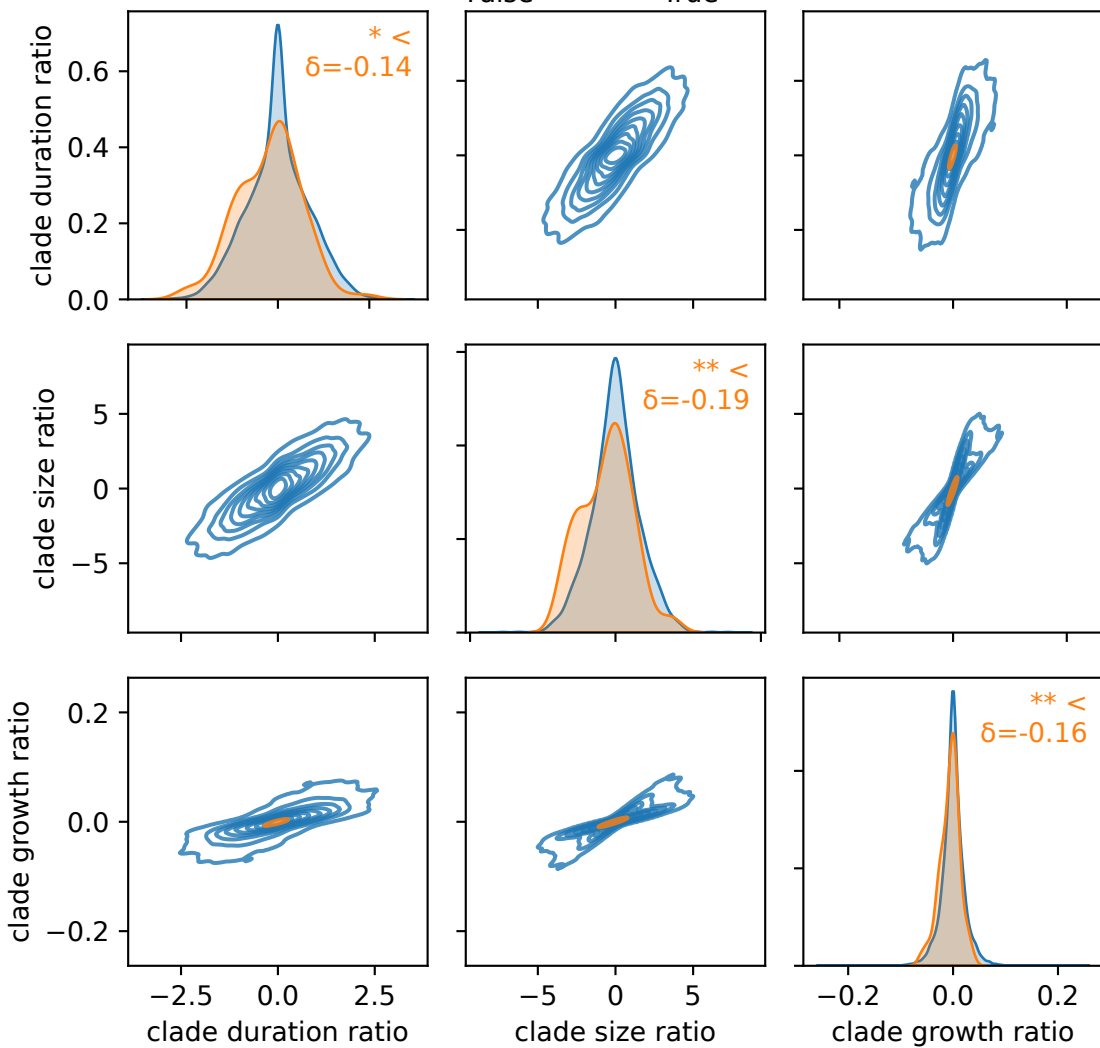 clade duration ratio
0.6
0.4
0.2
0.0
* <
δ=-0.14
clade size ratio
5
0
−5
** <
δ=-0.19
clade growth ratio
0.2
0.0
−0.2
** <
δ=-0.16
−2.5 0.0 2.5
−5 0 5
−0.2 0.0 0.2
clade duration ratio
clade size ratio
clade growth ratio